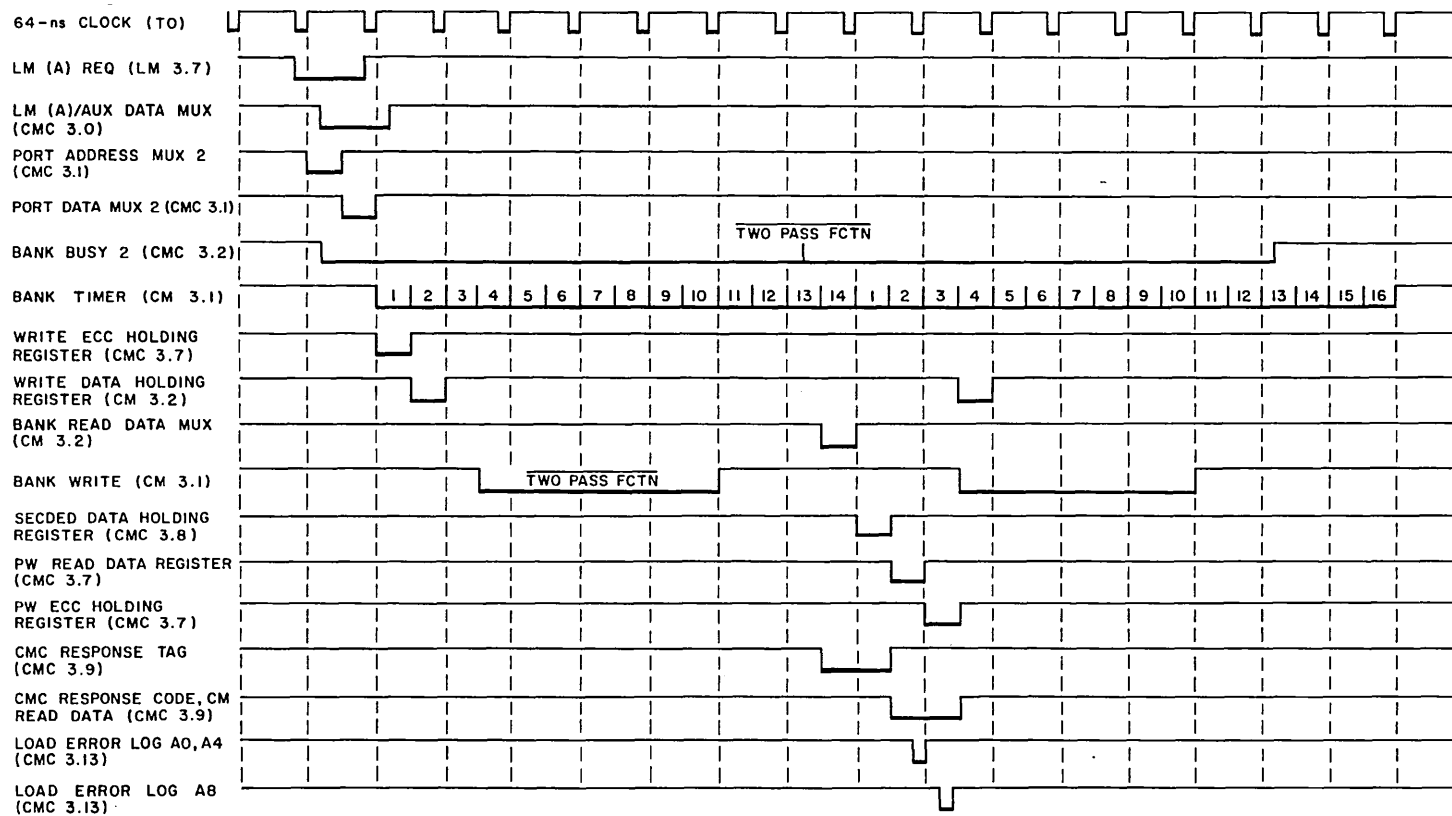 64-ns CLOCK (TO)
LM (A) REQ (LM 3.7)
LM (A)/AUX DATA MUX
(CMC 3.0)
PORT ADDRESS MUX 2
(CMC 3.1)
PORT DATA MUX 2 (CMC 3.1)
TWO PASS FCTN
BANK BUSY 2 (CMC 3.2)
BANK TIMER (CM 3.1) 1 2 3 4 5 6 7 8 9 10 11 12 13 14 1 2 3 4 5 6 7 8 9 10 11 12 13 14 15 16
WRITE ECC HOLDING
REGISTER (CMC 3.7)
WRITE DATA HOLDING
REGISTER (CM 3.2)
BANK READ DATA MUX
(CM 3.2)
BANK WRITE (CM 3.1) TWO PASS FCTN
SECDED DATA HOLDING
REGISTER (CMC 3.8)
PW READ DATA REGISTER
(CMC 3.7)
PW ECC HOLDING
REGISTER (CMC 3.7)
CMC RESPONSE TAG
(CMC 3.9)
CMC RESPONSE CODE, CM
READ DATA (CMC 3.9)
LOAD ERROR LOG A0, A4
(CMC 3.13)
LOAD ERROR LOG A8
(CMC 3.13)